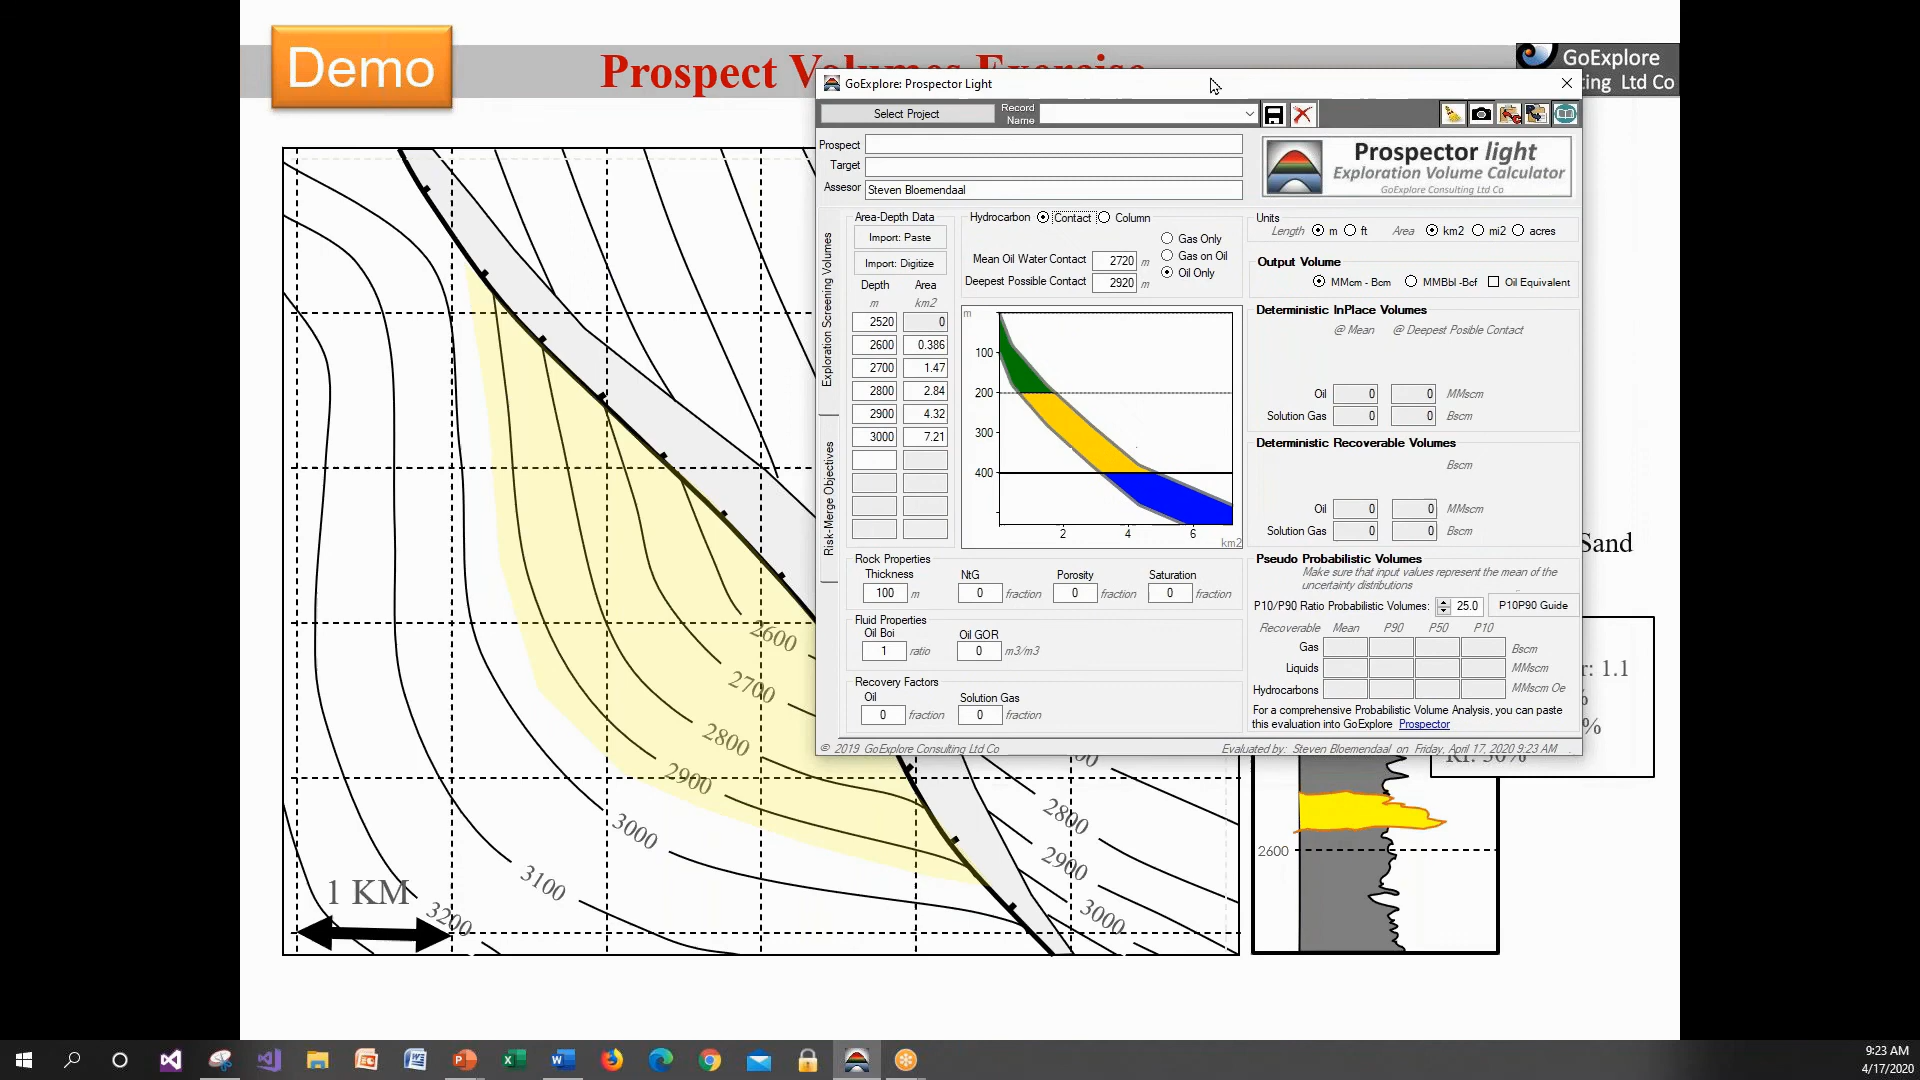 Demo
Prospect Volumes Exercise
GoExplore
ting Ltd Co
GoExplore: Prospector Light
Select Project
Record Name
Prospect
Target
Assesor Steven Bloemendaal
Prospector light
Exploration Volume Calculator
GoExplore Consulting Ltd Co
Exploration Screening Volumes
Risk-Merge Objectives
Area-Depth Data
Import: Paste
Import: Digitize
Depth Area
m km2
2520 0
2600 0.386
2700 1.47
2800 2.84
2900 4.32
3000 7.21
Hydrocarbon Contact Column
Gas Only
Gas on Oil
Oil Only
Mean Oil Water Contact 2720 m
Deepest Possible Contact 2920 m
m
100
200
300
400
2 4 6
km2
Units
Length m ft Area km2 mi2 acres
Output Volume
MMcm - Bcm MMBbl -Bcf Oil Equivalent
Deterministic InPlace Volumes
@ Mean @ Deepest Posible Contact
Oil 0 0 MMscm
Solution Gas 0 0 Bscm
Deterministic Recoverable Volumes
Bscm
Oil 0 0 MMscm
Solution Gas 0 0 Bscm
Rock Properties
Thickness NtG Porosity Saturation
100 m 0 fraction 0 fraction 0 fraction
Fluid Properties
Oil Boi Oil GOR
1 ratio 0 m3/m3
Recovery Factors
Oil Solution Gas
0 fraction 0 fraction
Pseudo Probabilistic Volumes
Make sure that input values represent the mean of the
uncertainty distributions
P10/P90 Ratio Probabilistic Volumes: 25.0 P10P90 Guide
Recoverable Mean P90 P50 P10
Gas Bscm
Liquids MMscm
Hydrocarbons MMscm Oe
For a comprehensive Probabilistic Volume Analysis, you can paste
this evaluation into GoExplore Prospector
© 2019 GoExplore Consulting Ltd Co
Evaluated by: Steven Bloemendaal on Friday, April 17, 2020 9:23 AM
Sand
r: 1.1
%
%
Rf: 30%
2600
2700
2800
2900
3000
3100
3200
2800
2900
3000
1 KM
2600
9:23 AM
4/17/2020